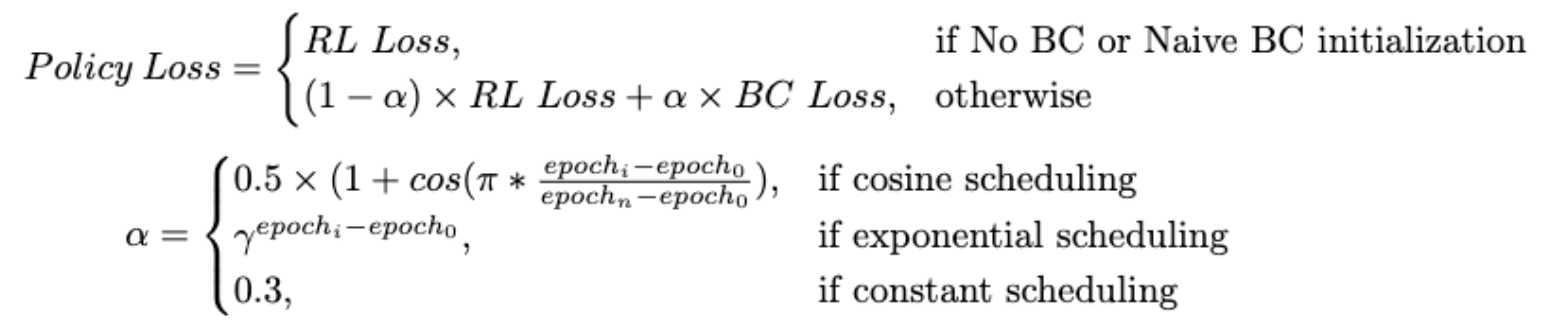 Policy Loss = { RL Loss, if No BC or Naive BC initialization
(1 − α) × RL Loss + α × BC Loss, otherwise
α = { 0.5 × (1 + cos(π * \frac{epoch_i−epoch_0}{epoch_n−epoch_0}), if cosine scheduling
γ^{epoch_i−epoch_0}, if exponential scheduling
0.3, if constant scheduling